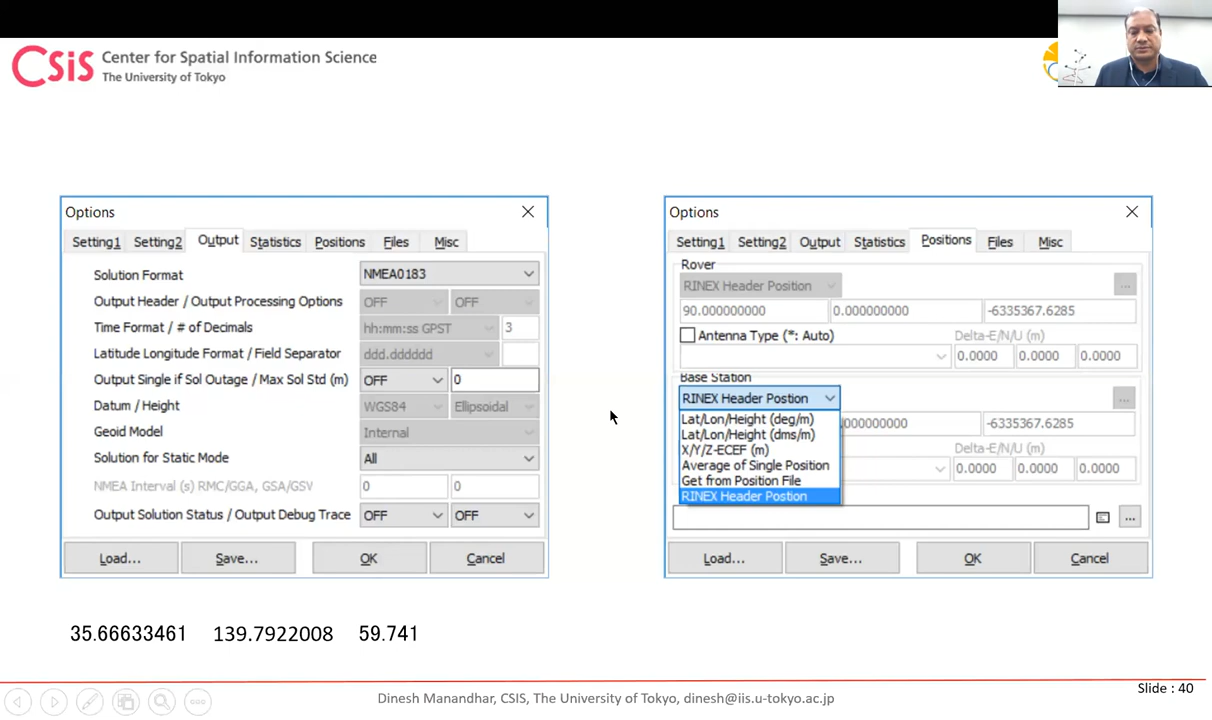 CSiS Center for Spatial Information Science
The University of Tokyo
Options
Setting1 Setting2 Output Statistics Positions Files Misc
Solution Format NMEA0183
Output Header / Output Processing Options OFF OFF
Time Format / # of Decimals hh:mm:ss GPST 3
Latitude Longitude Format / Field Separator ddd.dddddd
Output Single if Sol Outage / Max Sol Std (m) OFF 0
Datum / Height WGS84 Ellipsoidal
Geoid Model Internal
Solution for Static Mode All
NMEA Interval (s) RMC/GGA, GSA/GSV 0 0
Output Solution Status / Output Debug Trace OFF OFF
Load... Save... OK Cancel
Options
Setting1 Setting2 Output Statistics Positions Files Misc
Rover
RINEX Header Postion ...
90.000000000 0.000000000 -6335367.6285
Antenna Type (*: Auto) Delta-E/N/U (m)
0.0000 0.0000 0.0000
Base Station
RINEX Header Postion ...
Lat/Lon/Height (deg/m) .000000000 -6335367.6285
Lat/Lon/Height (dms/m)
X/Y/Z-ECEF (m) Delta-E/N/U (m)
Average of Single Position 0.0000 0.0000 0.0000
Get from Position File
RINEX Header Postion
...
Load... Save... OK Cancel
35.66633461 139.7922008 59.741
Dinesh Manandhar, CSIS, The University of Tokyo, dinesh@iis.u-tokyo.ac.jp
Slide : 40